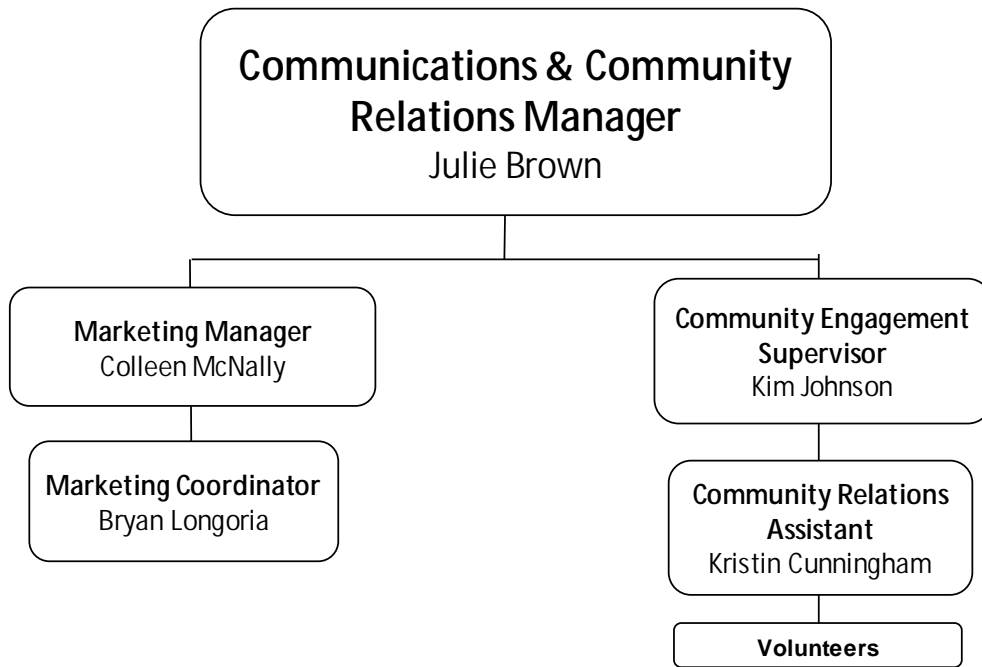 Communications & Community
Relations Manager
Julie Brown
Marketing Manager
Colleen McNally
Marketing Coordinator
Bryan Longoria
Community Engagement
Supervisor
Kim Johnson
Community Relations
Assistant
Kristin Cunningham
Volunteers